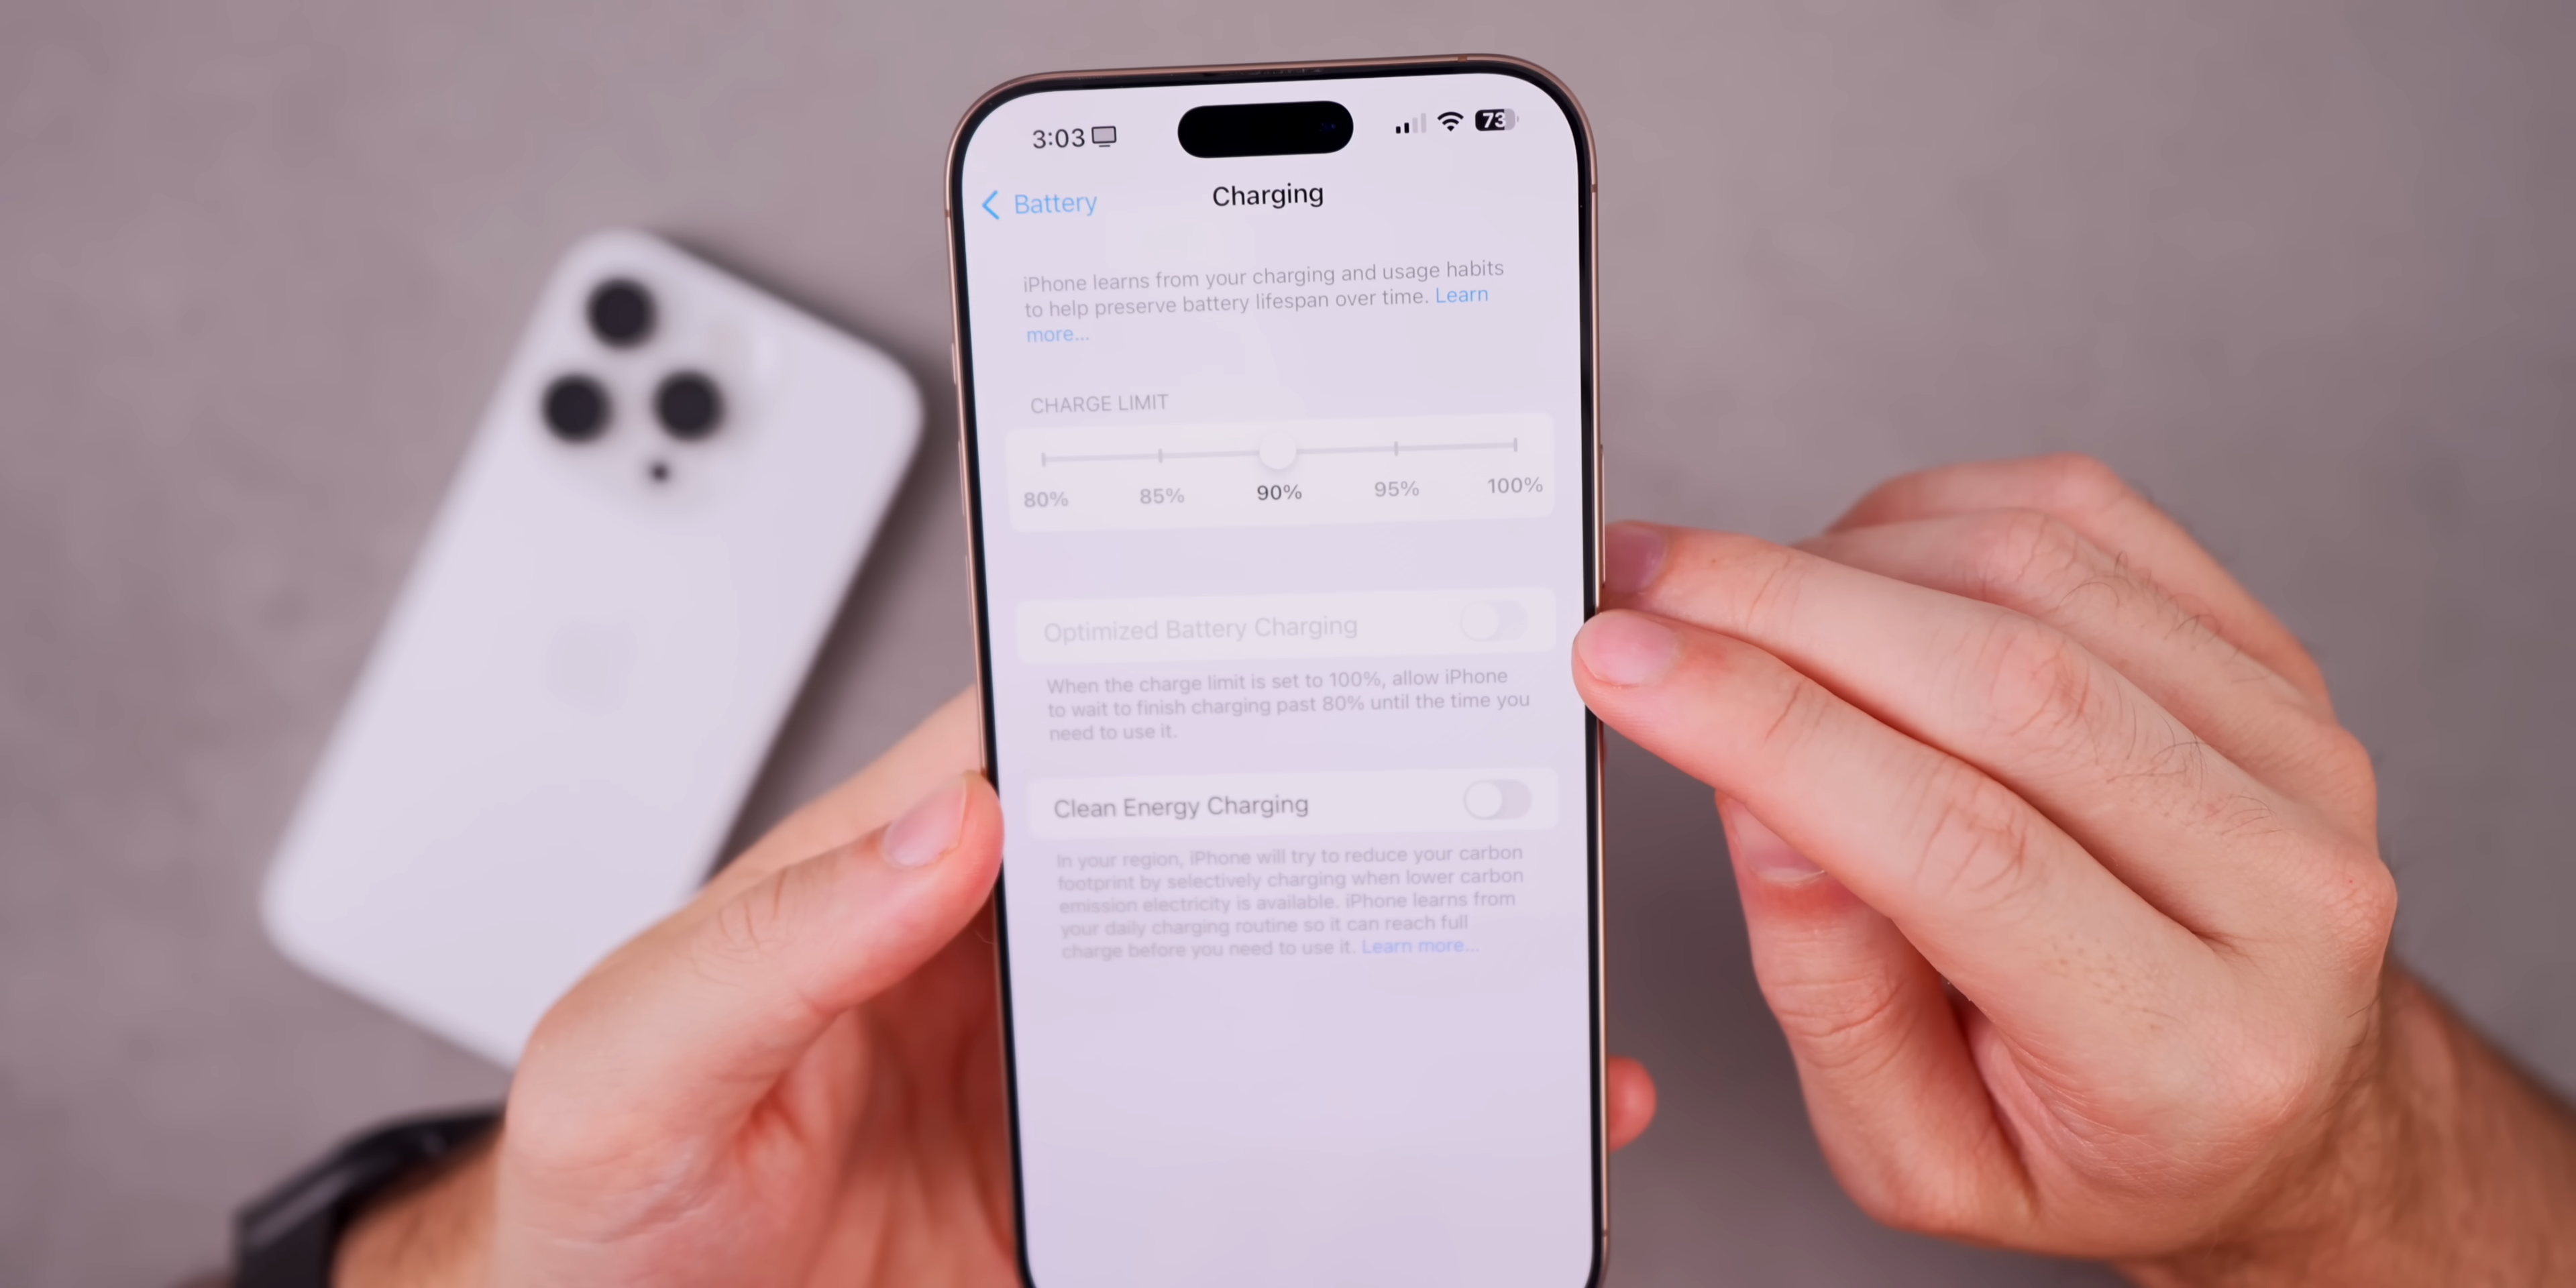 3:03
73
Battery
Charging
iPhone learns from your charging and usage habits
to help preserve battery lifespan over time. Learn
more...
CHARGE LIMIT
80% 85% 90% 95% 100%
Optimized Battery Charging
When the charge limit is set to 100%, allow iPhone
to wait to finish charging past 80% until the time you
need to use it.
Clean Energy Charging
In your region, iPhone will try to reduce your carbon
footprint by selectively charging when lower carbon
emission electricity is available. iPhone learns from
your daily charging routine so it can reach full
charge before you need to use it. Learn more...